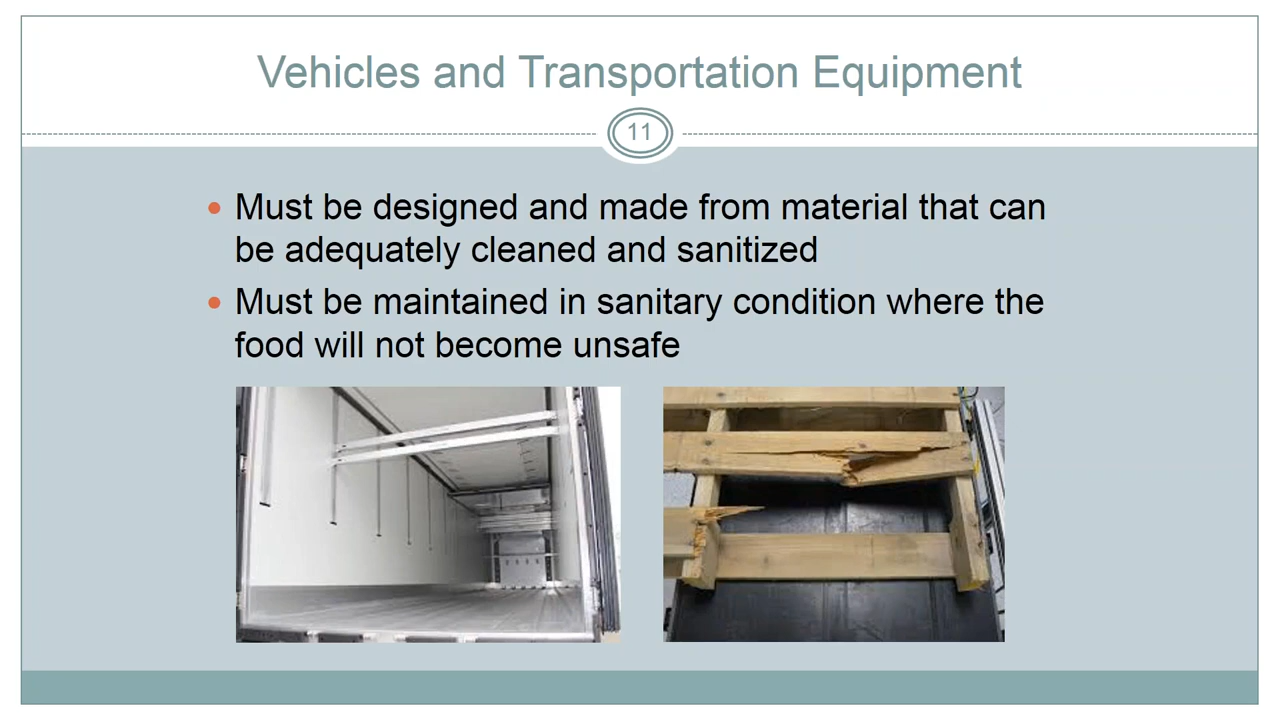 Vehicles and Transportation Equipment
11
Must be designed and made from material that can
be adequately cleaned and sanitized
Must be maintained in sanitary condition where the
food will not become unsafe